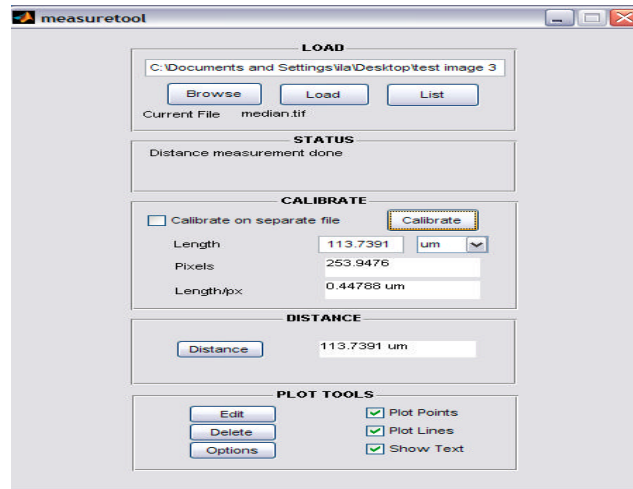 measuretool
LOAD
C:\Documents and Settings\ila\Desktop\test image 3
Browse Load List
Current File median.tif
STATUS
Distance measurement done
CALIBRATE
Calibrate on separate file Calibrate
Length 113.7391 um
Pixels 253.9476
Length/px 0.44788 um
DISTANCE
Distance 113.7391 um
PLOT TOOLS
Edit Plot Points
Delete Plot Lines
Options Show Text